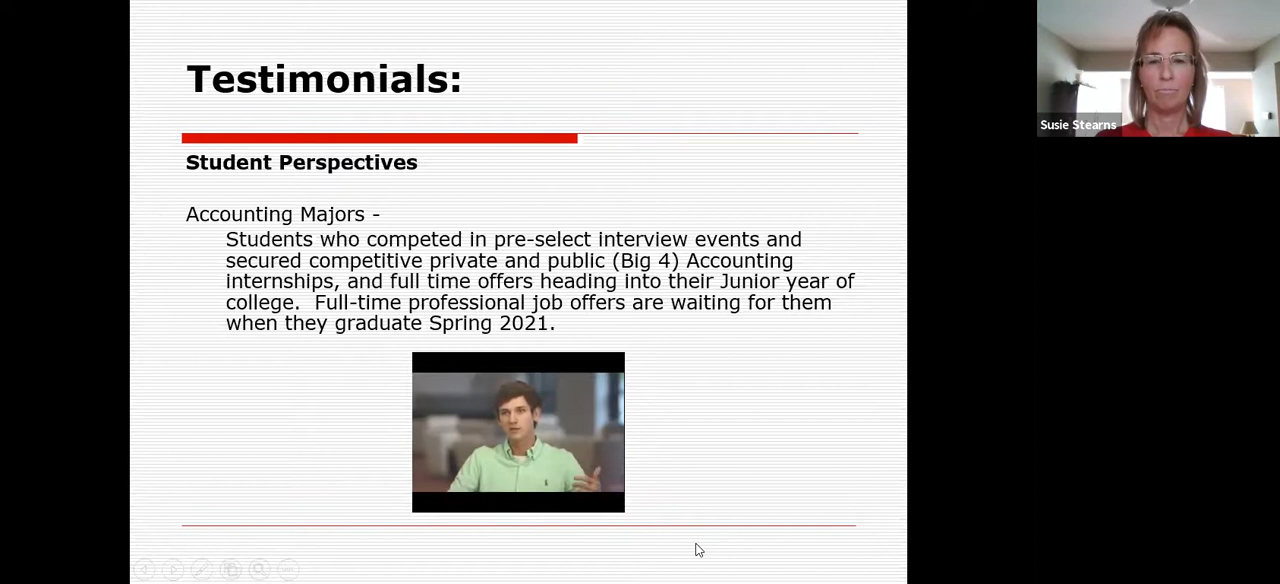 Testimonials:
Student Perspectives
Accounting Majors -
Students who competed in pre-select interview events and
secured competitive private and public (Big 4) Accounting
internships, and full time offers heading into their Junior year of
college.  Full-time professional job offers are waiting for them
when they graduate Spring 2021.
Susie Stearns